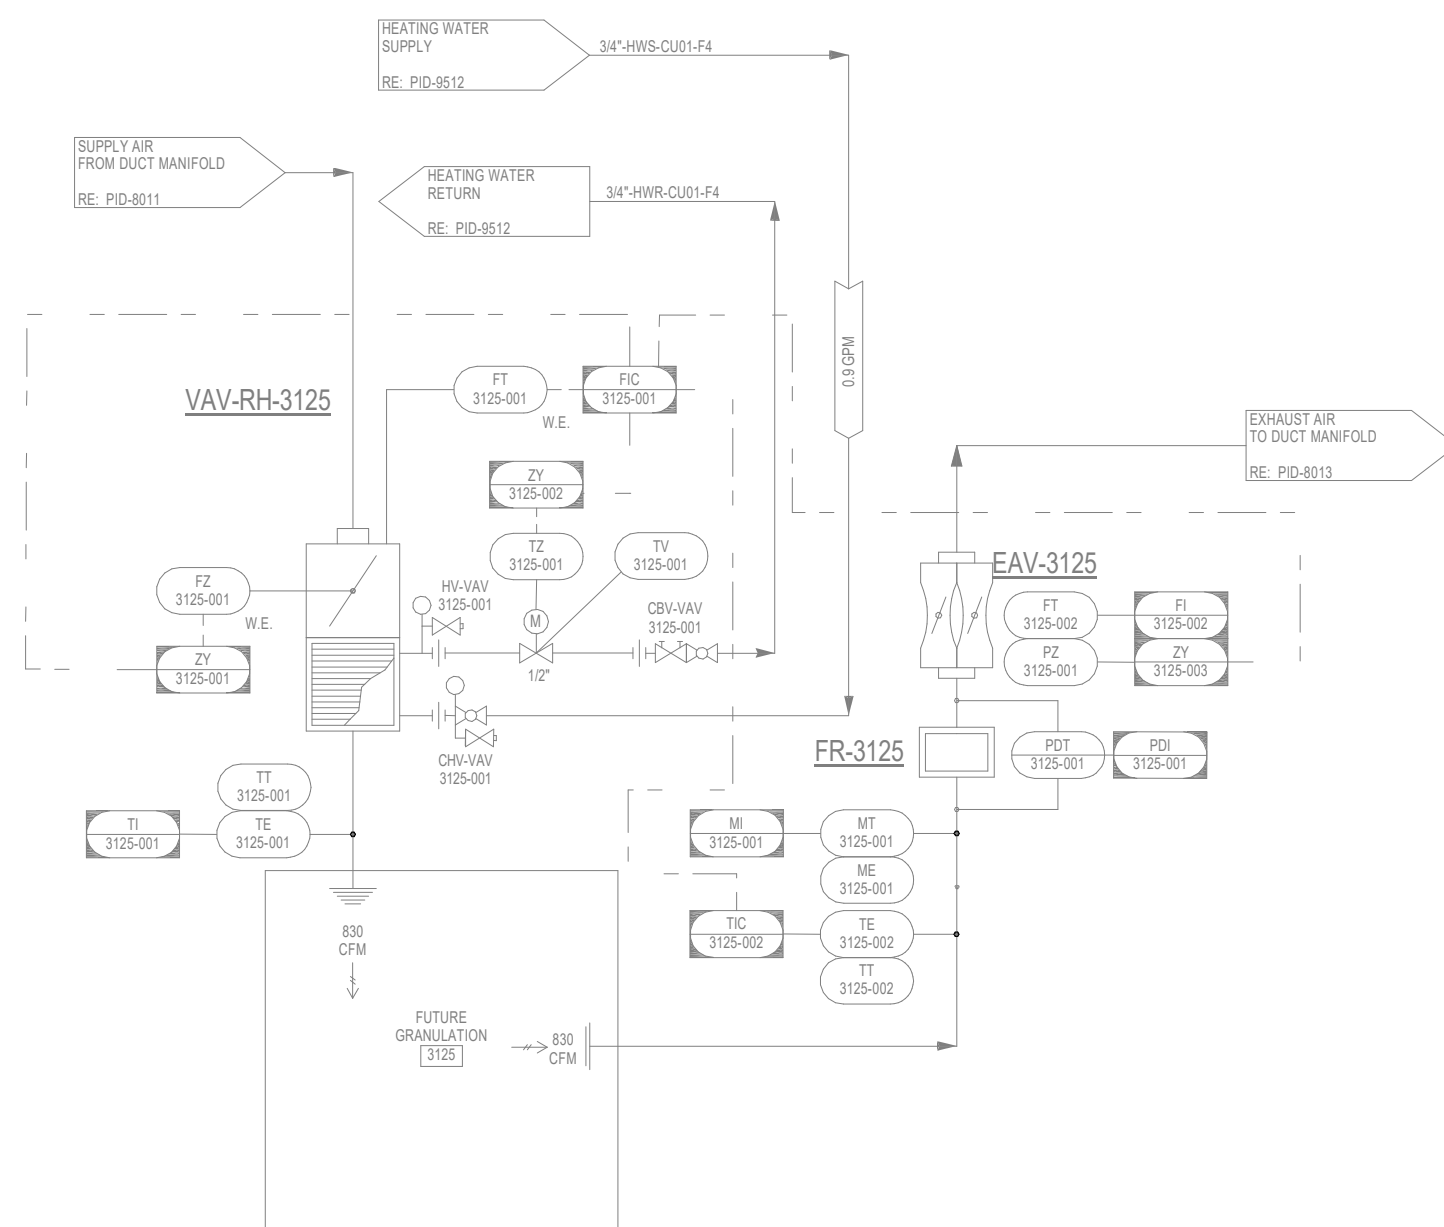 HEATING WATER
SUPPLY
RE: PID-9512
3/4"-HWS-CU01-F4
SUPPLY AIR
FROM DUCT MANIFOLD
RE: PID-8011
HEATING WATER
RETURN
RE: PID-9512
3/4"-HWR-CU01-F4
0.9 GPM
VAV-RH-3125
FT
3125-001
W.E.
FIC
3125-001
EXHAUST AIR
TO DUCT MANIFOLD
RE: PID-8013
ZY
3125-002
TZ
3125-001
TV
3125-001
FZ
3125-001
W.E.
ZY
3125-001
HV-VAV
3125-001
M
1/2"
CBV-VAV
3125-001
CHV-VAV
3125-001
EAV-3125
FT
3125-002
FI
3125-002
PZ
3125-001
ZY
3125-003
FR-3125
PDT
3125-001
PDI
3125-001
TT
3125-001
TI
3125-001
TE
3125-001
MI
3125-001
MT
3125-001
ME
3125-001
TIC
3125-002
TE
3125-002
TT
3125-002
830
CFM
FUTURE
GRANULATION
3125
830
CFM